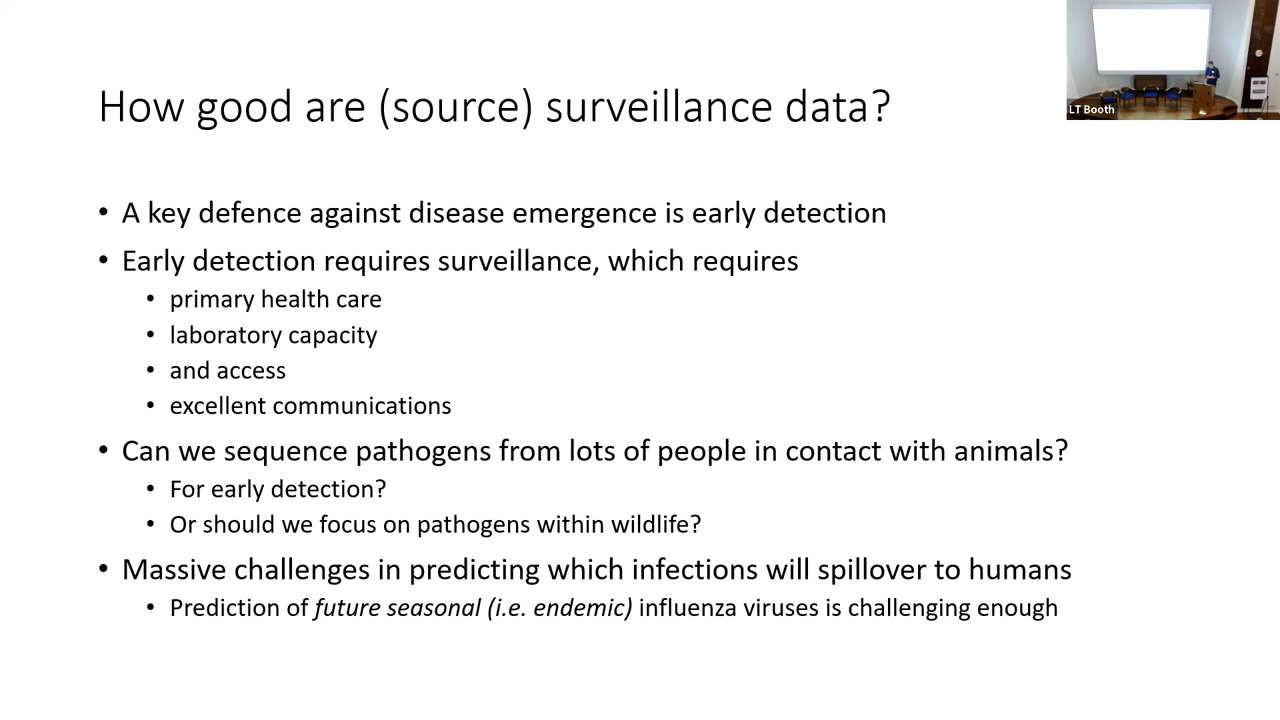 How good are (source) surveillance data?
LT Booth
• A key defence against disease emergence is early detection
• Early detection requires surveillance, which requires
• primary health care
• laboratory capacity
• and access
• excellent communications
• Can we sequence pathogens from lots of people in contact with animals?
• For early detection?
• Or should we focus on pathogens within wildlife?
• Massive challenges in predicting which infections will spillover to humans
• Prediction of future seasonal (i.e. endemic) influenza viruses is challenging enough